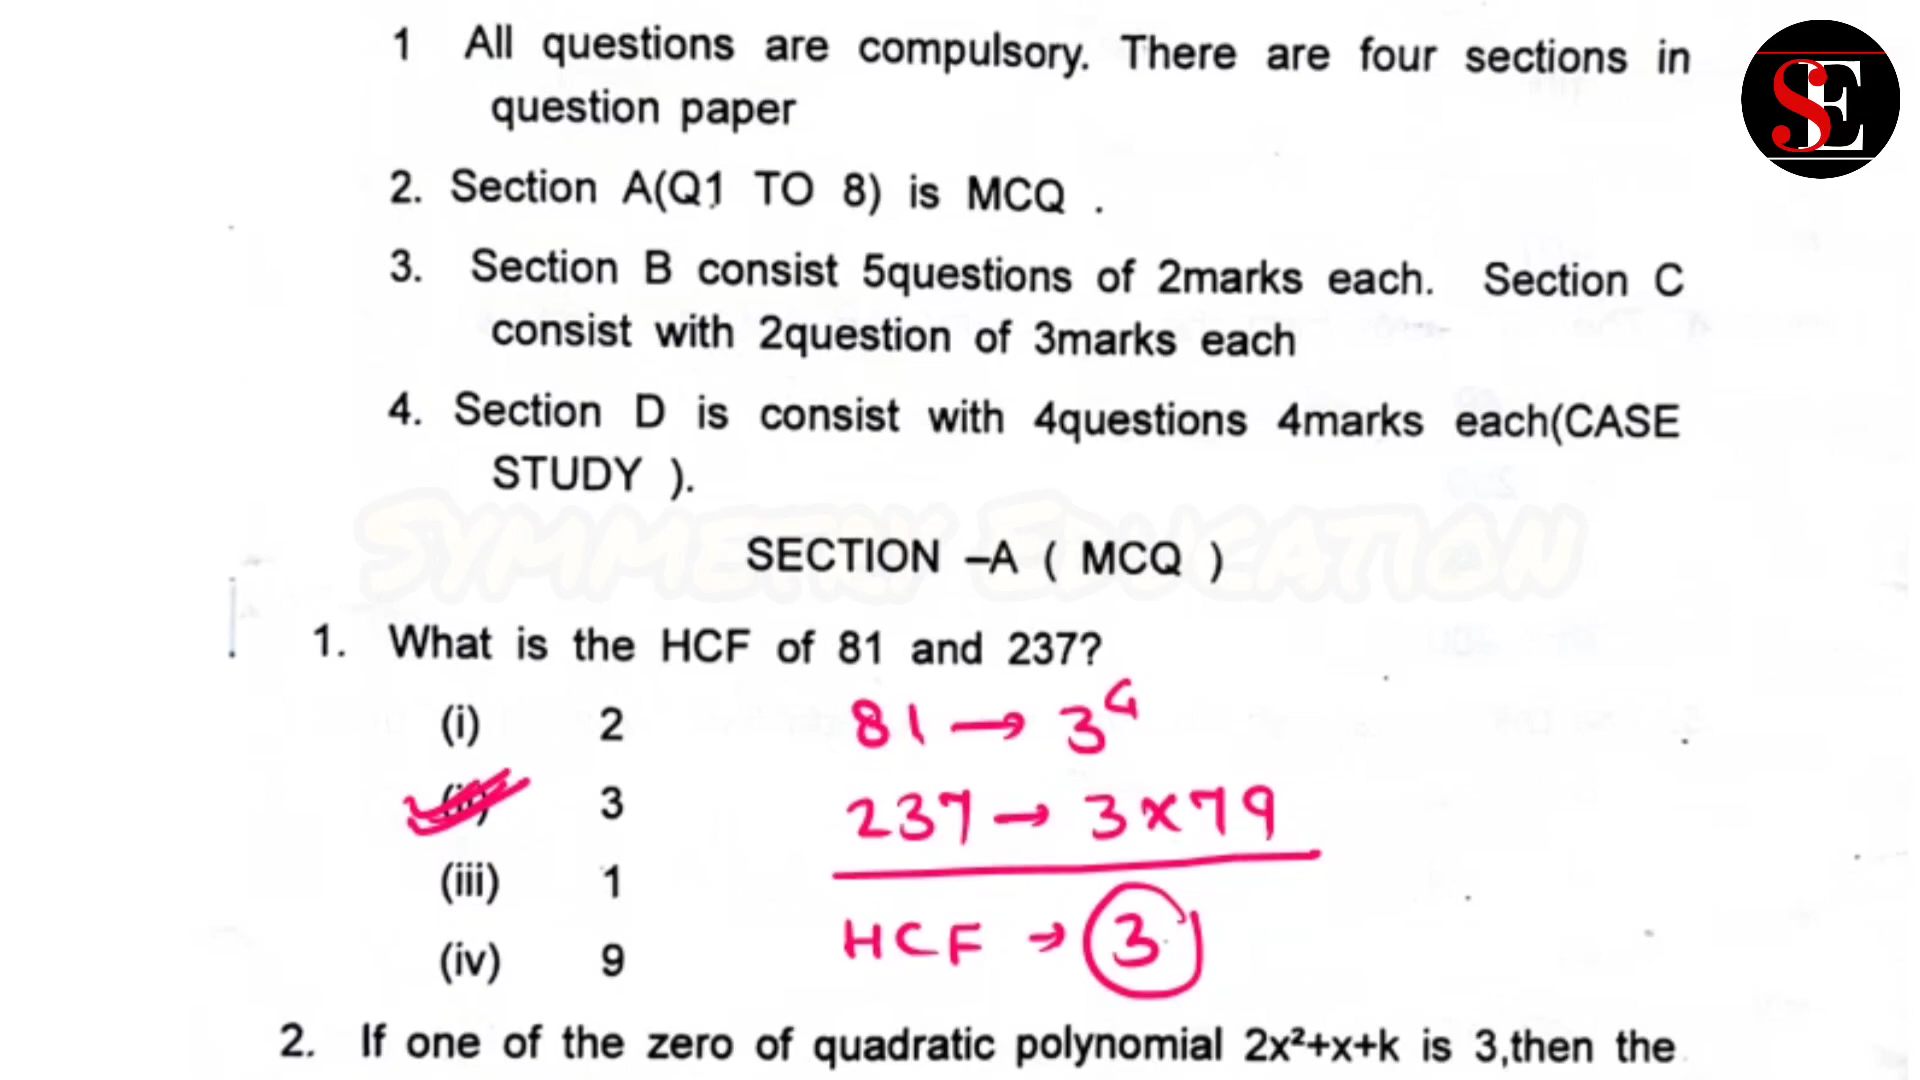 1 All questions are compulsory. There are four sections in
question paper
SE
2. Section A(Q1 TO 8) is MCQ .
3. Section B consist 5questions of 2marks each. Section C
consist with 2question of 3marks each
4. Section D is consist with 4questions 4marks each(CASE
STUDY ).
SYMMETRY EDUCATION
SECTION –A ( MCQ )
1. What is the HCF of 81 and 237?
(i) 2
81 → 3⁴
(ii) 3
237 → 3×79
(iii) 1
HCF → 3
(iv) 9
2. If one of the zero of quadratic polynomial 2x²+x+k is 3,then the